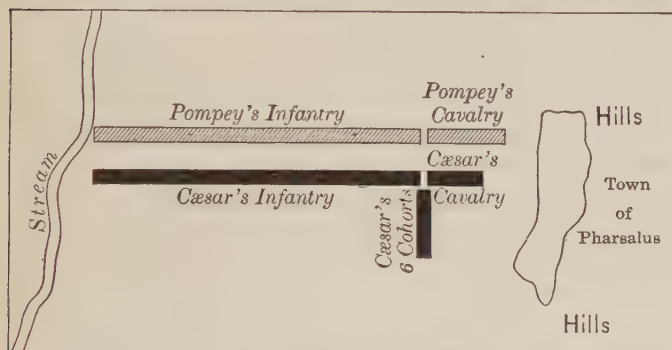 Stream
Pompey's Infantry
Pompey's
Cavalry
Cæsar's Infantry
Cæsar's
Cavalry
Cæsar's
6 Cohorts
Hills
Town
of
Pharsalus
Hills